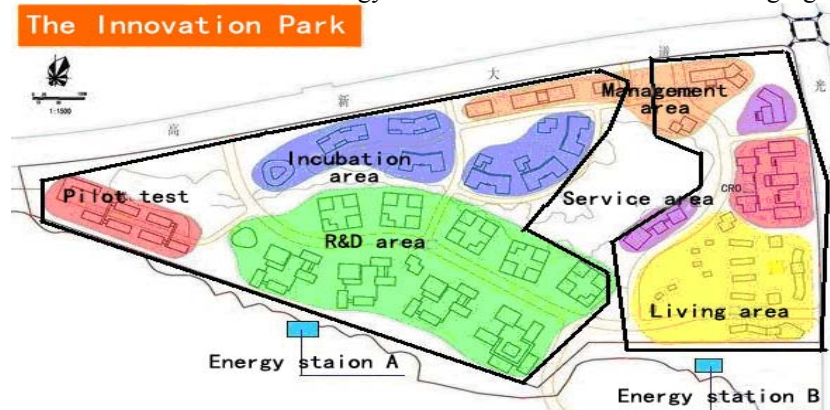 The Innovation Park
1:1500
高 新 大 道
光
Management
area
Incubation
area
Pilot test
Service area
CRO
R&D area
Living area
Energy staion A
Energy station B